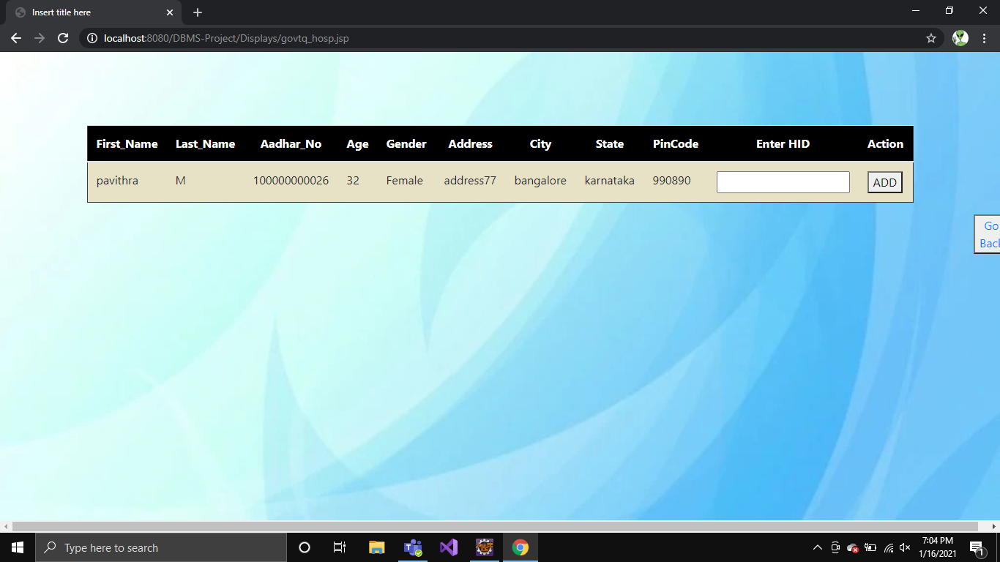 Insert title here
localhost:8080/DBMS-Project/Displays/govtq_hosp.jsp
First_Name Last_Name Aadhar_No Age Gender Address City State PinCode Enter HID Action
pavithra M 100000000026 32 Female address77 bangalore karnataka 990890 ADD
Go
Back
Type here to search
7:04 PM
1/16/2021
1